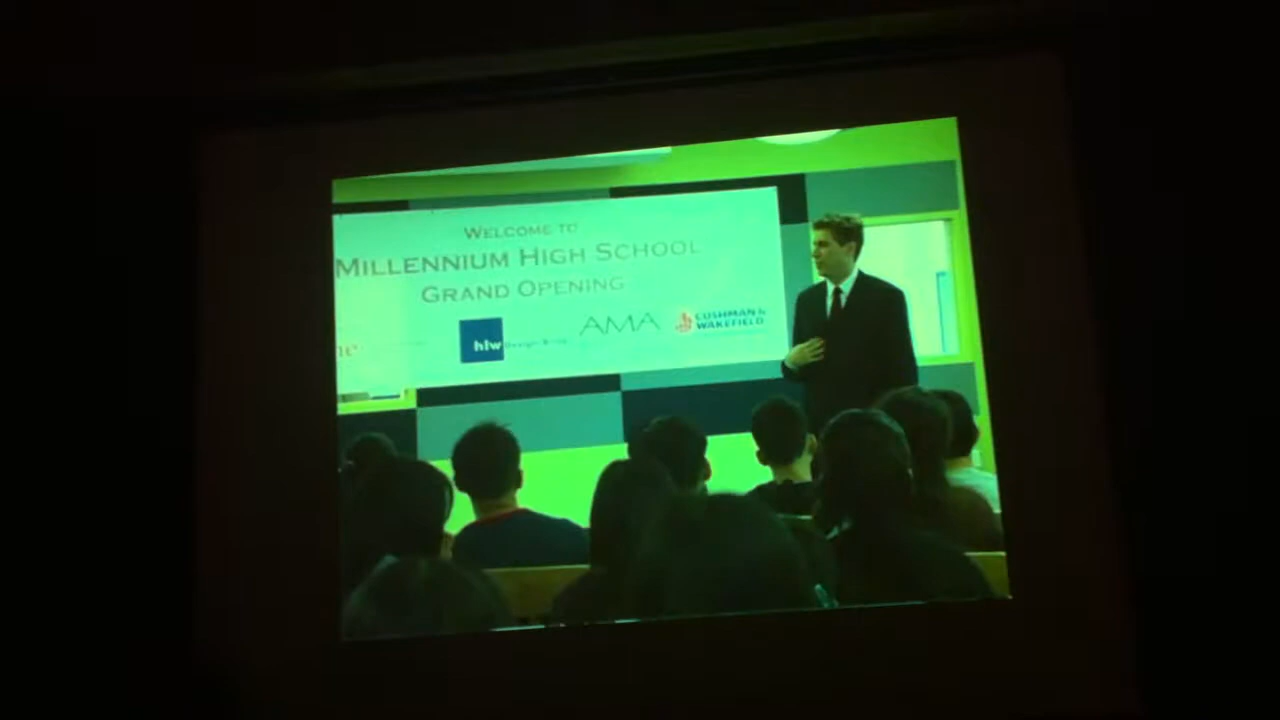 WELCOME TO
MILLENNIUM HIGH SCHOOL
GRAND OPENING
hlw
AMA
CUSHMAN &
WAKEFIELD